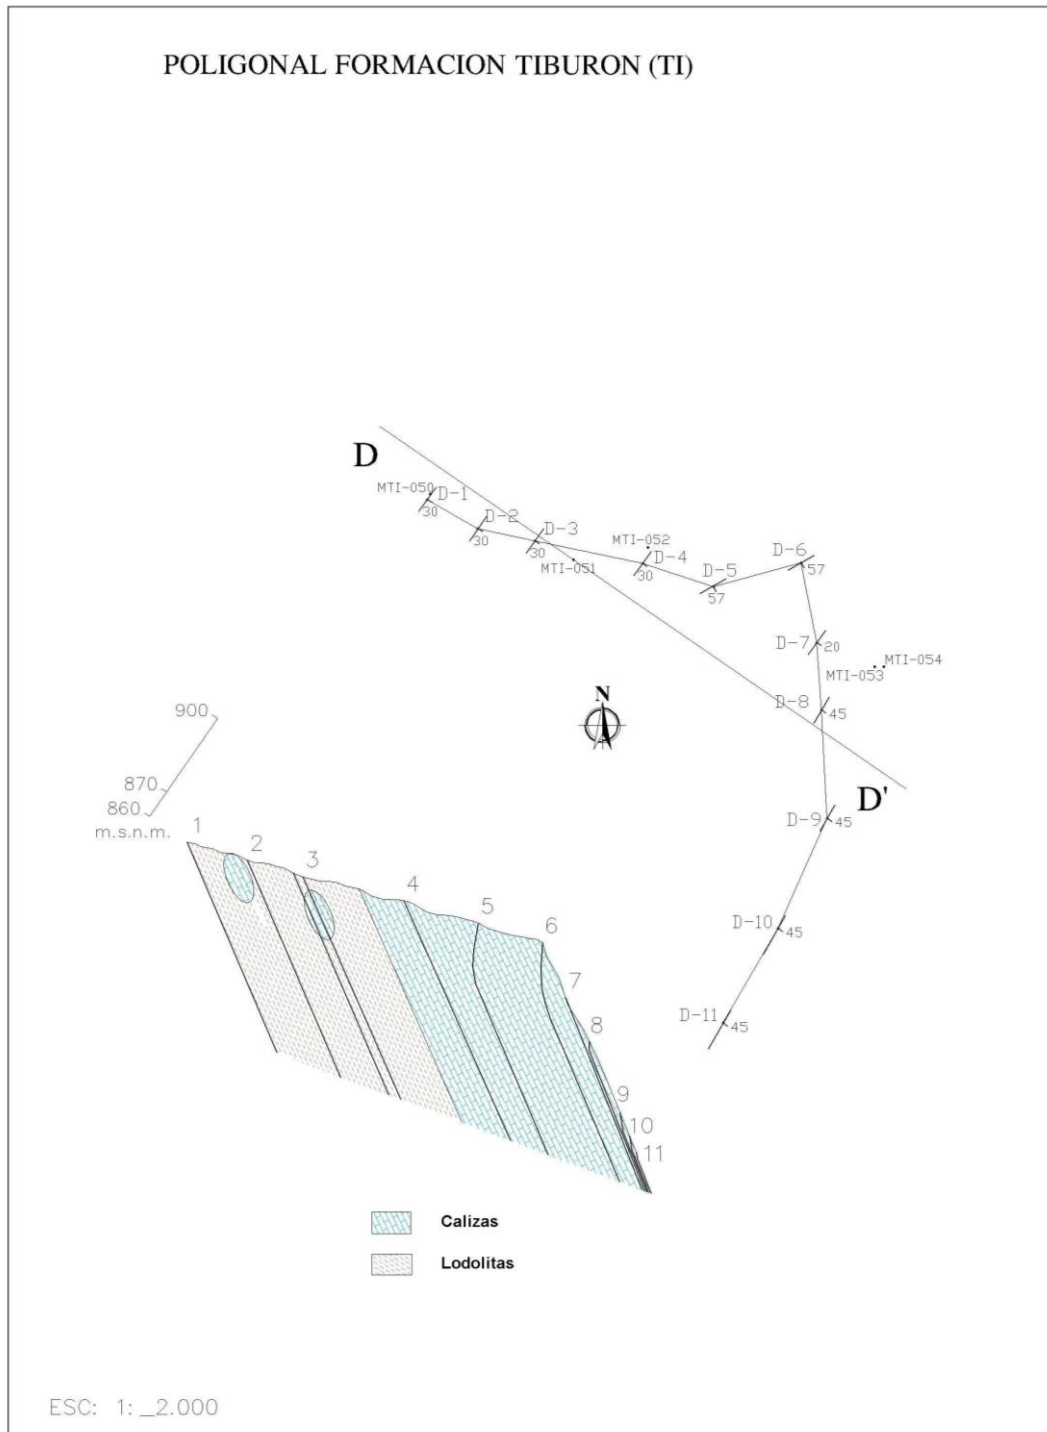 POLIGONAL FORMACION TIBURON (TI)
D
MTI-050
D-1
30
D-2
30
D-3
30
MTI-051
MTI-052
D-4
30
D-5
57
D-6
57
D-7
20
MTI-053
MTI-054
D-8
45
D'
D-9
45
D-10
45
D-11
45
N
900
870
860
m.s.n.m.
1
2
3
4
5
6
7
8
9
10
11
Calizas
Lodolitas
ESC: 1:_2.000